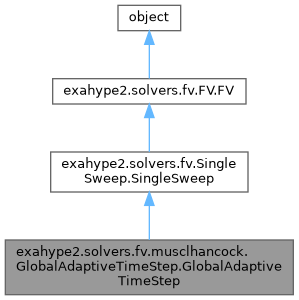 object
exahype2.solvers.fv.FV.FV
exahype2.solvers.fv.Single
Sweep.SingleSweep
exahype2.solvers.fv.musclhancock.
GlobalAdaptiveTimeStep.GlobalAdaptive
TimeStep